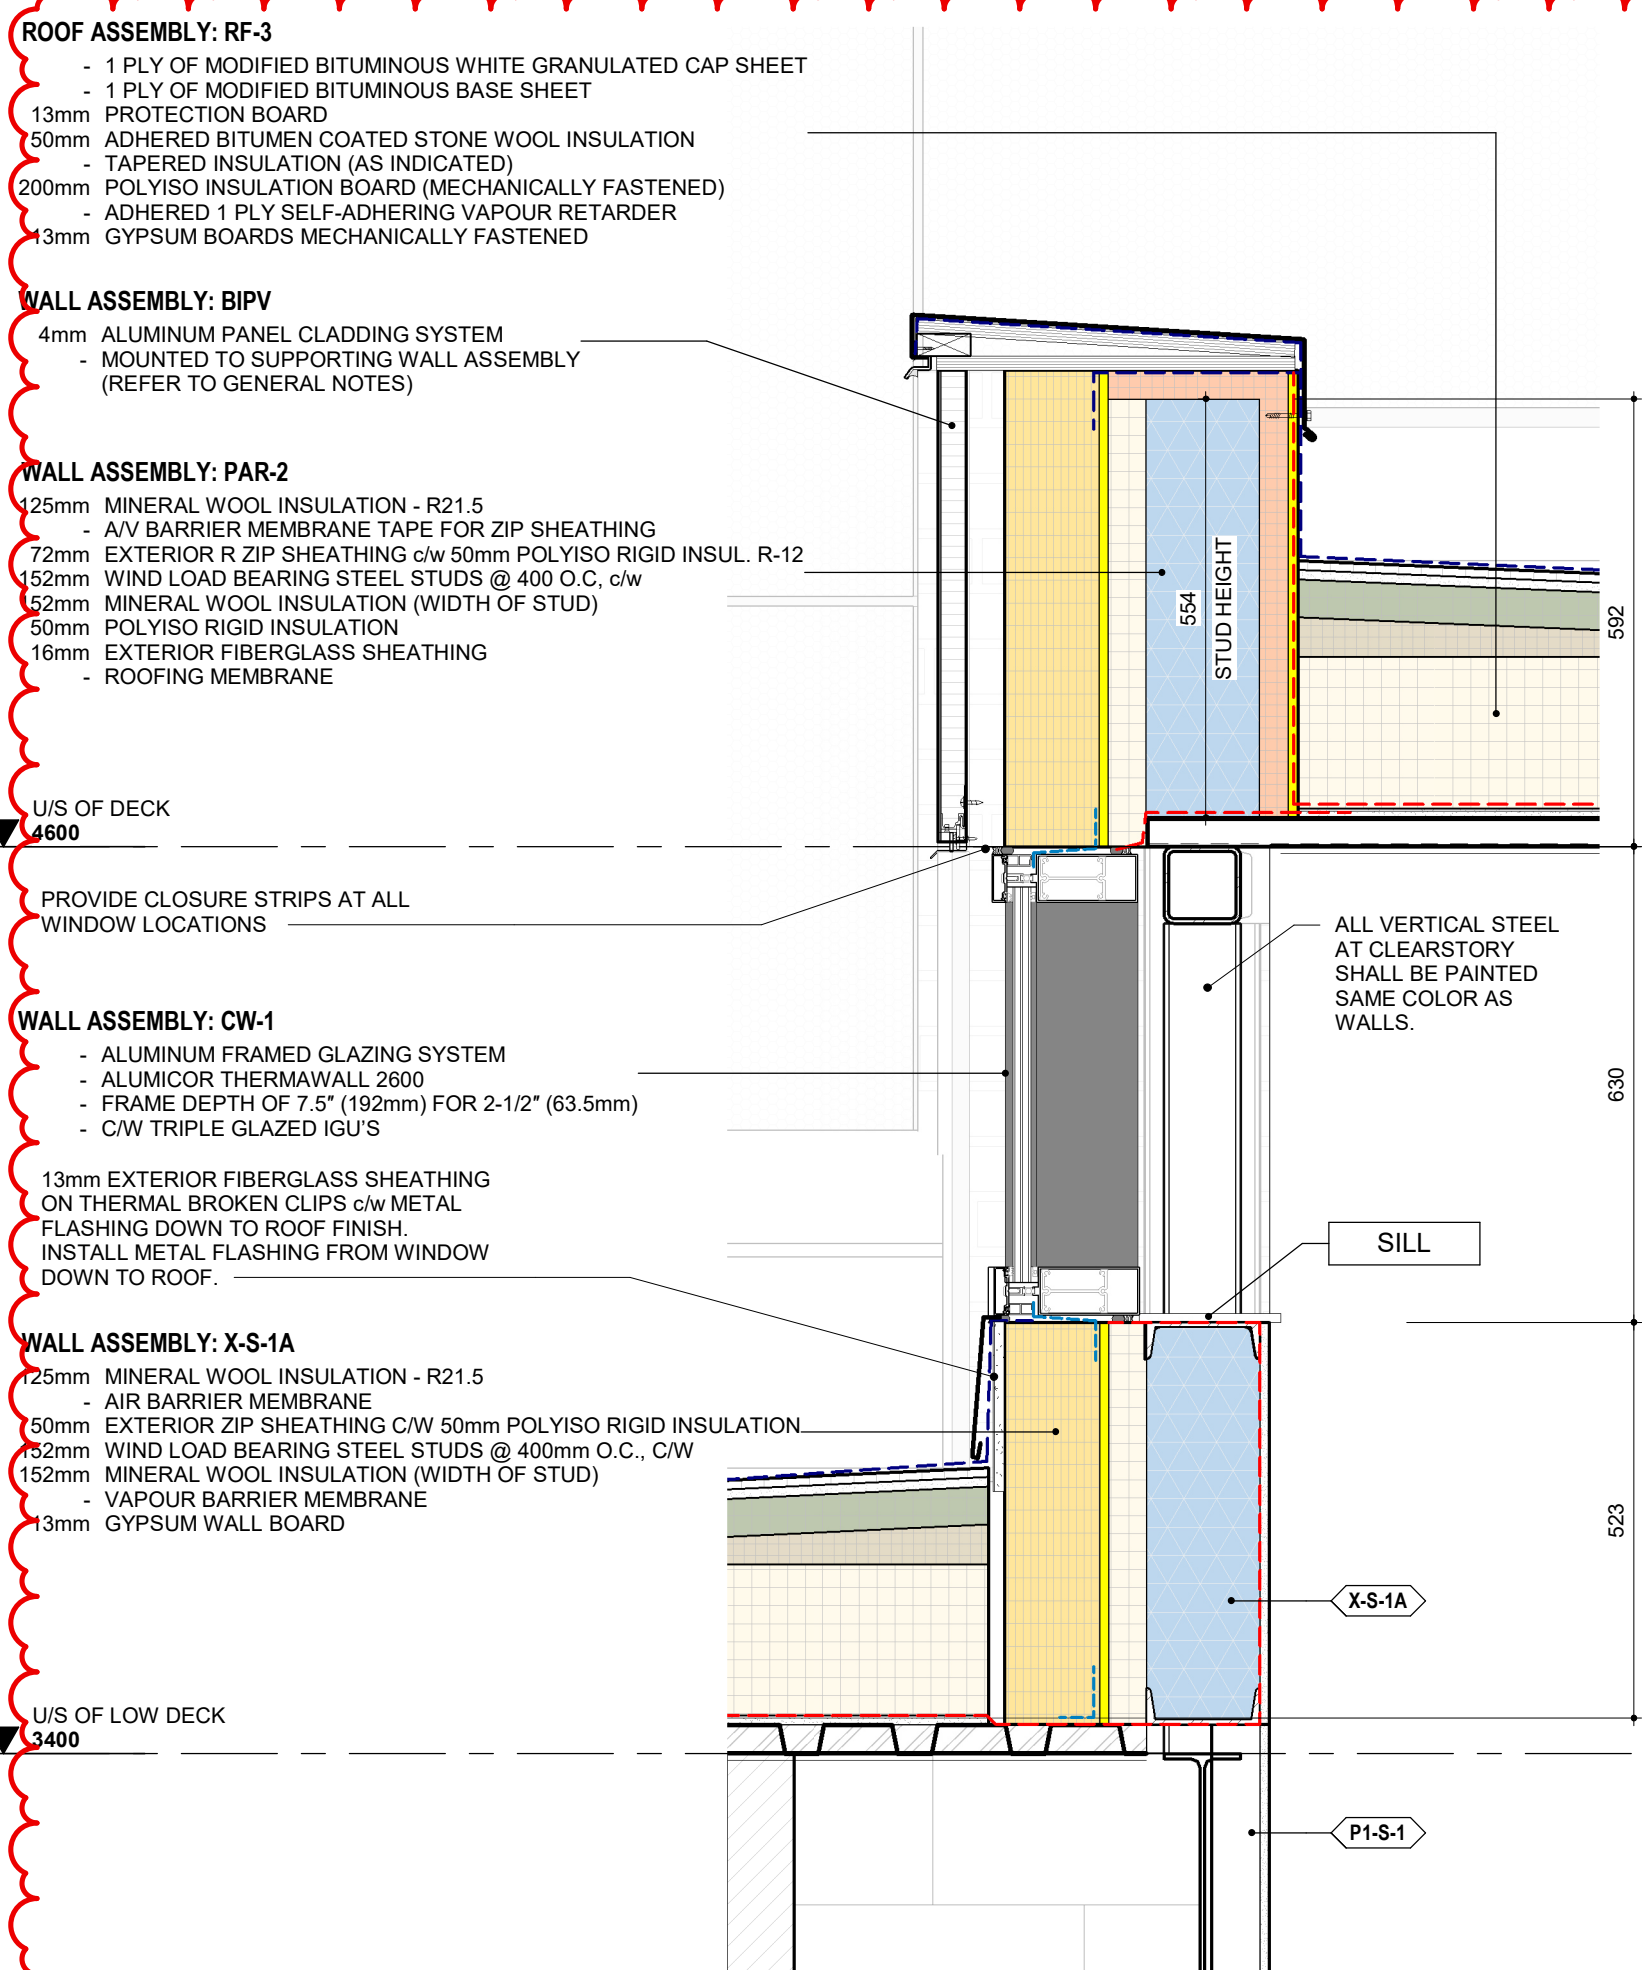 ROOF ASSEMBLY: RF-3
- 1 PLY OF MODIFIED BITUMINOUS WHITE GRANULATED CAP SHEET
- 1 PLY OF MODIFIED BITUMINOUS BASE SHEET
13mm PROTECTION BOARD
50mm ADHERED BITUMEN COATED STONE WOOL INSULATION
- TAPERED INSULATION (AS INDICATED)
200mm POLYISO INSULATION BOARD (MECHANICALLY FASTENED)
- ADHERED 1 PLY SELF-ADHERING VAPOUR RETARDER
13mm GYPSUM BOARDS MECHANICALLY FASTENED
WALL ASSEMBLY: BIPV
4mm ALUMINUM PANEL CLADDING SYSTEM
- MOUNTED TO SUPPORTING WALL ASSEMBLY
(REFER TO GENERAL NOTES)
WALL ASSEMBLY: PAR-2
125mm MINERAL WOOL INSULATION - R21.5
- A/V BARRIER MEMBRANE TAPE FOR ZIP SHEATHING
72mm EXTERIOR R ZIP SHEATHING c/w 50mm POLYISO RIGID INSUL. R-12
152mm WIND LOAD BEARING STEEL STUDS @ 400 O.C, c/w
152mm MINERAL WOOL INSULATION (WIDTH OF STUD)
50mm POLYISO RIGID INSULATION
16mm EXTERIOR FIBERGLASS SHEATHING
- ROOFING MEMBRANE
554
STUD HEIGHT
592
U/S OF DECK
4600
PROVIDE CLOSURE STRIPS AT ALL
WINDOW LOCATIONS
ALL VERTICAL STEEL
AT CLEARSTORY
SHALL BE PAINTED
SAME COLOR AS
WALLS.
WALL ASSEMBLY: CW-1
- ALUMINUM FRAMED GLAZING SYSTEM
- ALUMICOR THERMAWALL 2600
- FRAME DEPTH OF 7.5" (192mm) FOR 2-1/2" (63.5mm)
- C/W TRIPLE GLAZED IGU'S
630
13mm EXTERIOR FIBERGLASS SHEATHING
ON THERMAL BROKEN CLIPS c/w METAL
FLASHING DOWN TO ROOF FINISH.
INSTALL METAL FLASHING FROM WINDOW
DOWN TO ROOF.
SILL
WALL ASSEMBLY: X-S-1A
125mm MINERAL WOOL INSULATION - R21.5
- AIR BARRIER MEMBRANE
50mm EXTERIOR ZIP SHEATHING C/W 50mm POLYISO RIGID INSULATION
152mm WIND LOAD BEARING STEEL STUDS @ 400mm O.C., C/W
152mm MINERAL WOOL INSULATION (WIDTH OF STUD)
- VAPOUR BARRIER MEMBRANE
13mm GYPSUM WALL BOARD
523
X-S-1A
U/S OF LOW DECK
3400
P1-S-1